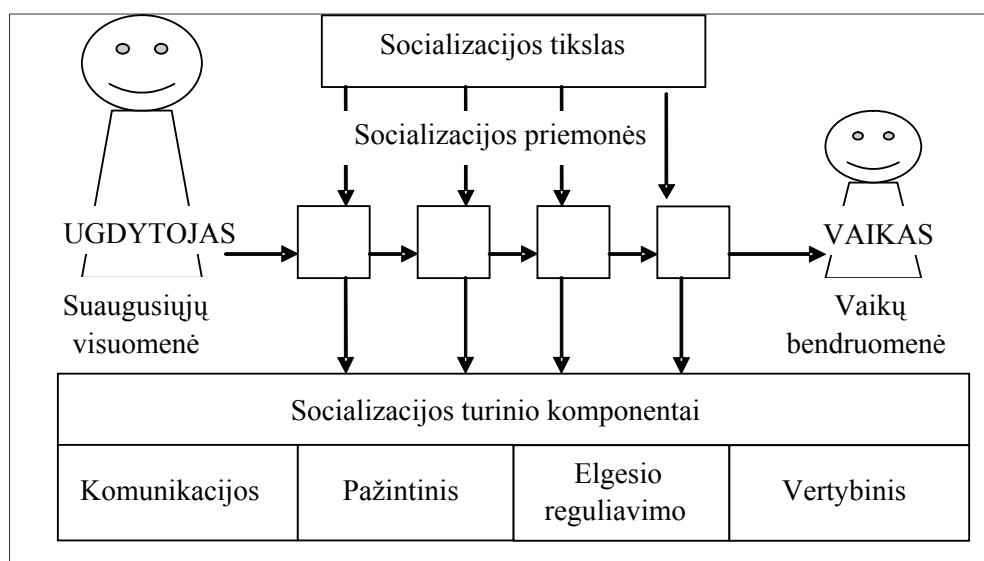 Socializacijos tikslas
Socializacijos priemonės
UGDYTOJAS
VAIKAS
Suaugusiųjų
visuomenė
Vaikų
bendruomenė
Socializacijos turinio komponentai
Komunikacijos
Pažintinis
Elgesio
reguliavimo
Vertybinis